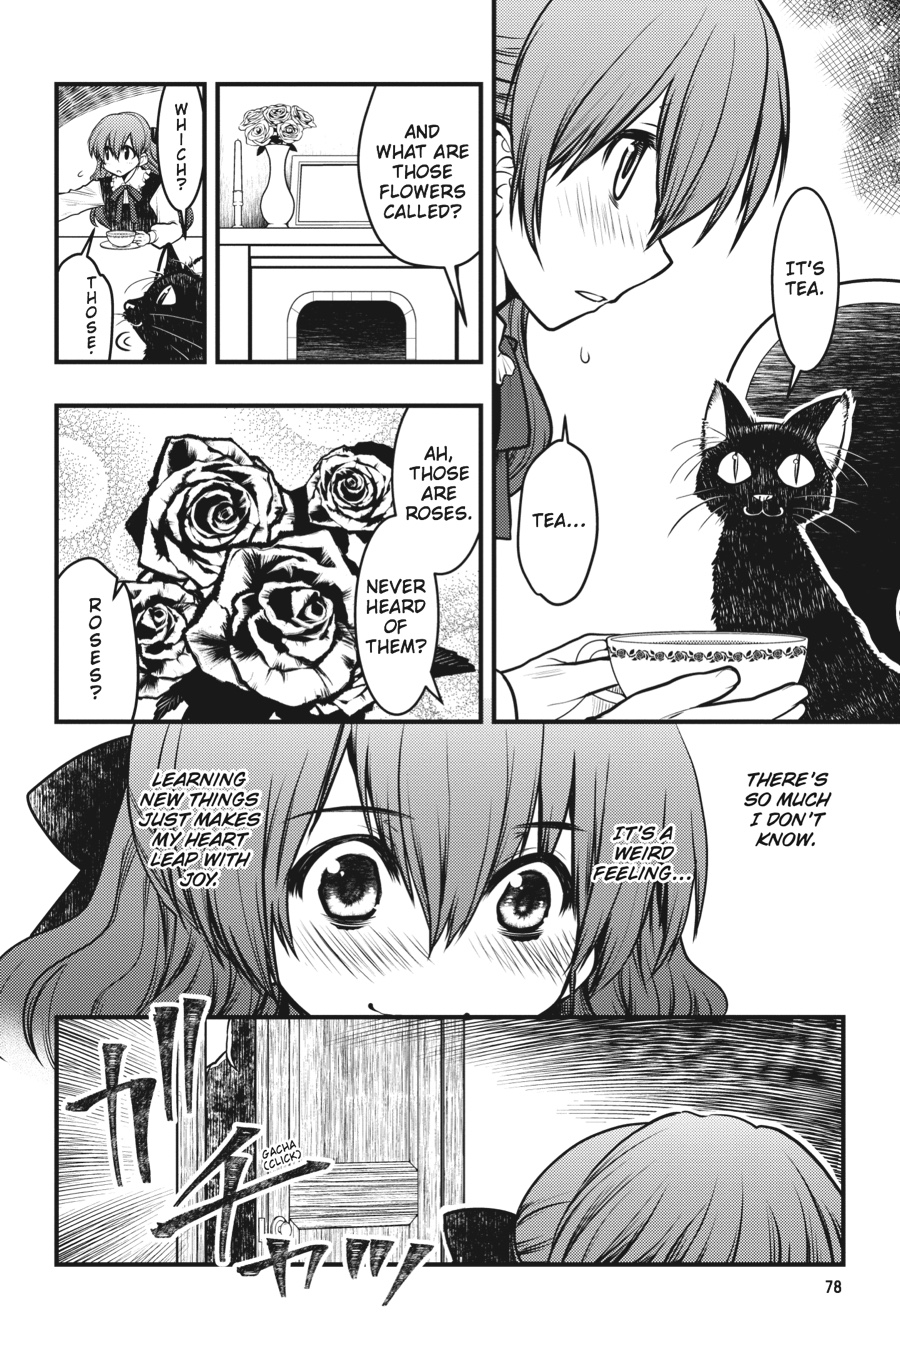 IT'S
TEA.
TEA...
AND
WHAT ARE
THOSE
FLOWERS
CALLED?
WHICH?
THOSE.
AH,
THOSE
ARE
ROSES.
NEVER
HEARD
OF
THEM?
ROSES?
THERE'S
SO MUCH
I DON'T
KNOW.
IT'S A
WEIRD
FEELING...
LEARNING
NEW THINGS
JUST MAKES
MY HEART
LEAP WITH
JOY.
ガチャッ
GACHA
(CLICK)
78